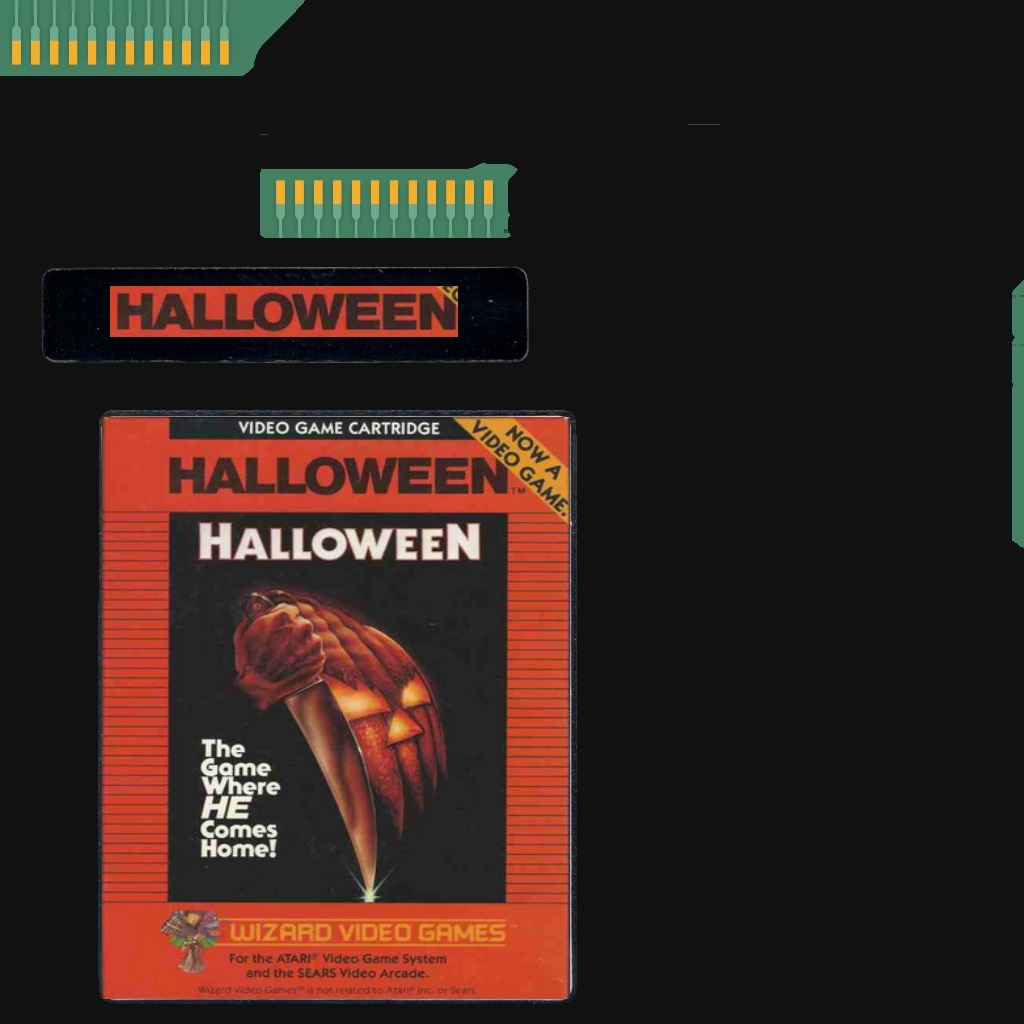 HALLOWEEN
VIDEO GAME CARTRIDGE
NOW A
VIDEO GAME.
HALLOWEEN™
HALLOWEEN
The
Game
Where
HE
Comes
Home!
WIZARD VIDEO GAMES™
For the ATARI® Video Game System
and the SEARS Video Arcade.
Wizard Video Games™ is not related to Atari® Inc. or Sears.